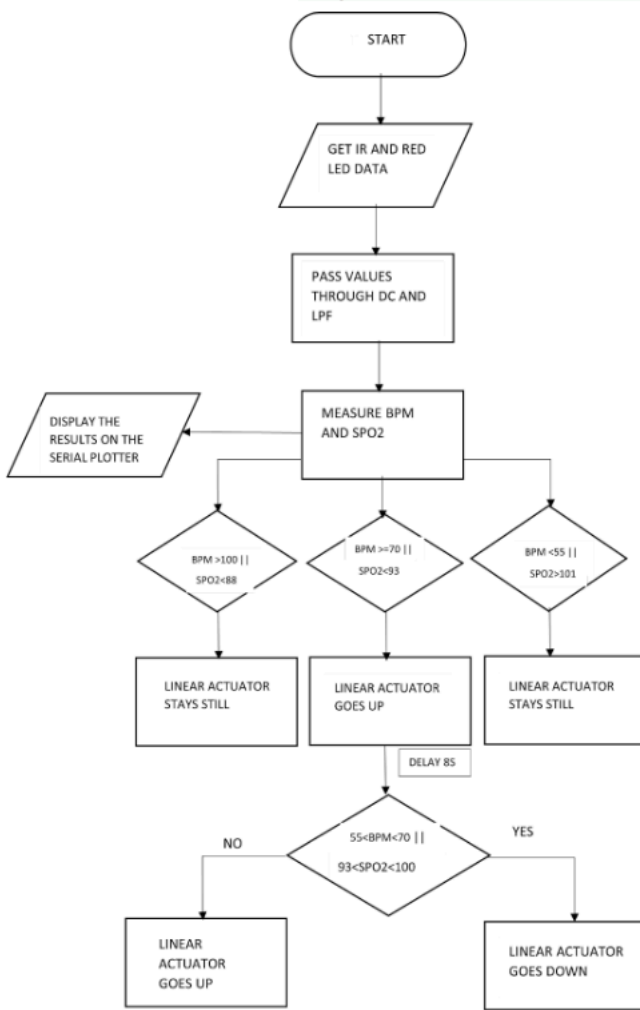 START
GET IR AND RED
LED DATA
PASS VALUES
THROUGH DC AND
LPF
MEASURE BPM
AND SPO2
DISPLAY THE
RESULTS ON THE
SERIAL PLOTTER
BPM >100 ||
SPO2<88
BPM >=70 ||
SPO2<93
BPM <55 ||
SPO2>101
LINEAR ACTUATOR
STAYS STILL
LINEAR ACTUATOR
GOES UP
LINEAR ACTUATOR
STAYS STILL
DELAY 85
55<BPM<70 ||
93<SPO2<100
NO
YES
LINEAR
ACTUATOR
GOES UP
LINEAR ACTUATOR
GOES DOWN